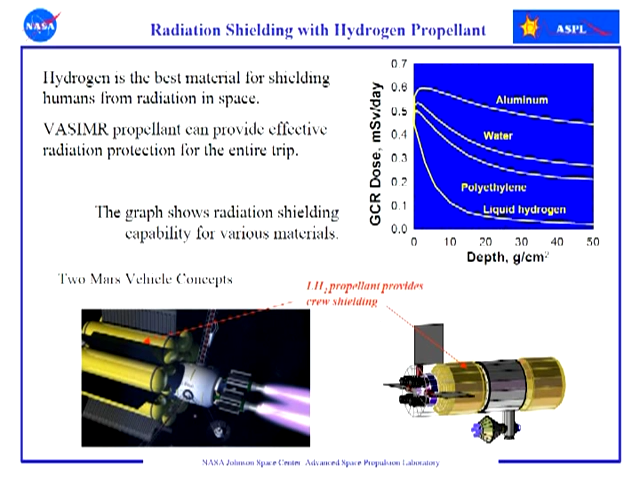 NASA
Radiation Shielding with Hydrogen Propellant
ASPL
Hydrogen is the best material for shielding
humans from radiation in space.
VASIMR propellant can provide effective
radiation protection for the entire trip.
The graph shows radiation shielding
capability for various materials.
GCR Dose, mSv/day
0.7
0.6
0.5
0.4
0.3
0.2
0.1
0.0
Aluminum
Water
Polyethylene
Liquid hydrogen
0 10 20 30 40 50
Depth, g/cm²
Two Mars Vehicle Concepts
LH₂ propellant provides
crew shielding
NASA Johnson Space Center Advanced Space Propulsion Laboratory